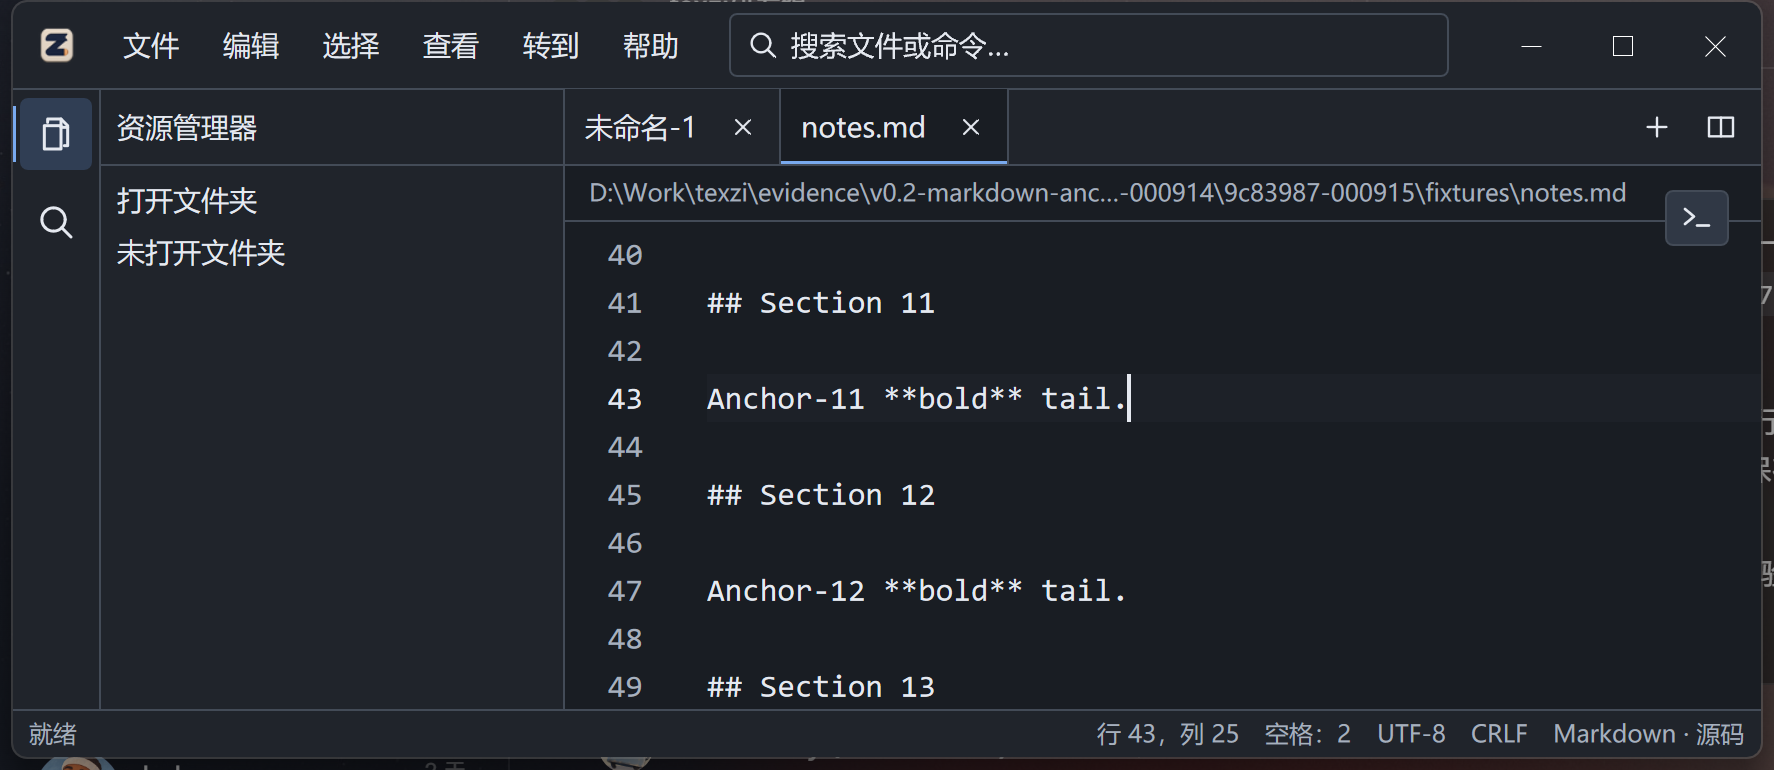 文件 编辑 选择 查看 转到 帮助 搜索文件或命令...
资源管理器 未命名-1 notes.md
打开文件夹
未打开文件夹
D:\Work\texzi\evidence\v0.2-markdown-anc...-000914\9c83987-000915\fixtures\notes.md
40
41 ## Section 11
42
43 Anchor-11 **bold** tail.
44
45 ## Section 12
46
47 Anchor-12 **bold** tail.
48
49 ## Section 13
就绪 行 43，列 25 空格：2 UTF-8 CRLF Markdown · 源码